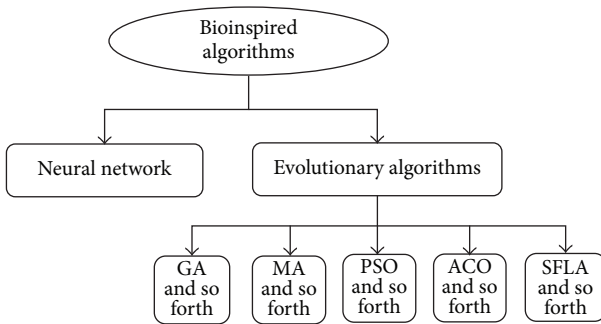 Bioinspired
algorithms
Neural network
Evolutionary algorithms
GA
and so
forth
MA
and so
forth
PSO
and so
forth
ACO
and so
forth
SFLA
and so
forth